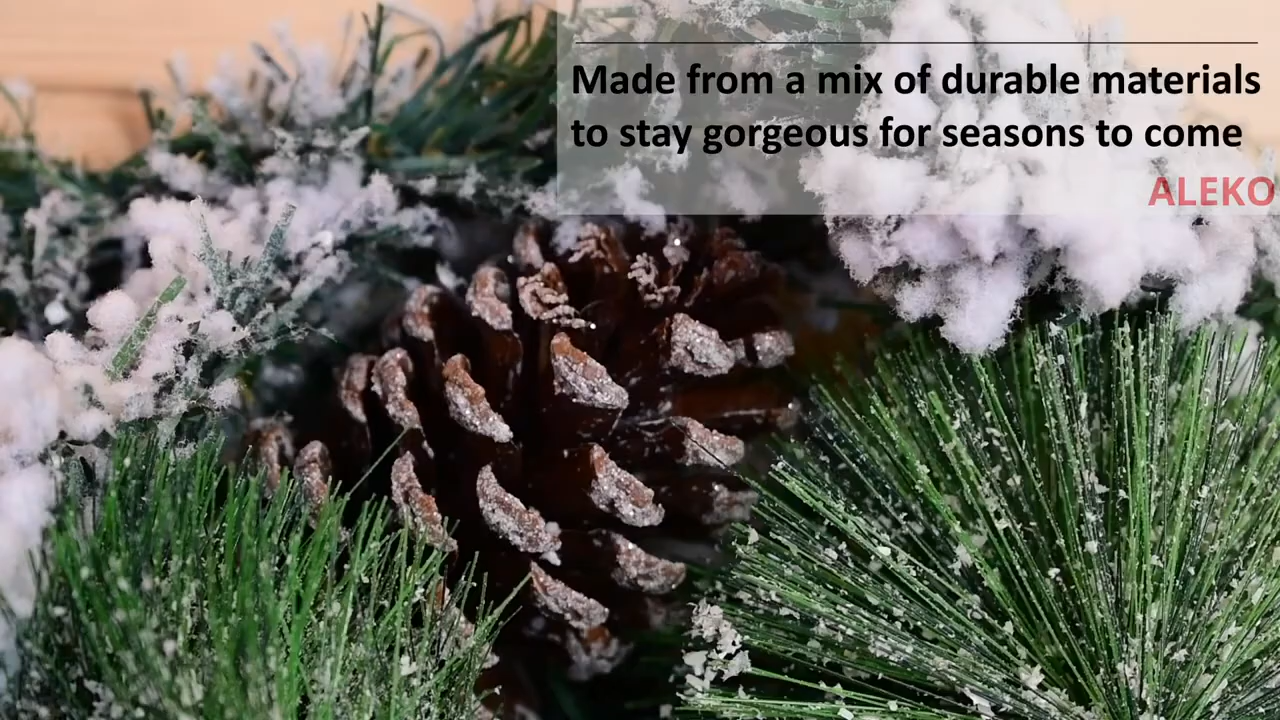 Made from a mix of durable materials
to stay gorgeous for seasons to come
ALEKO